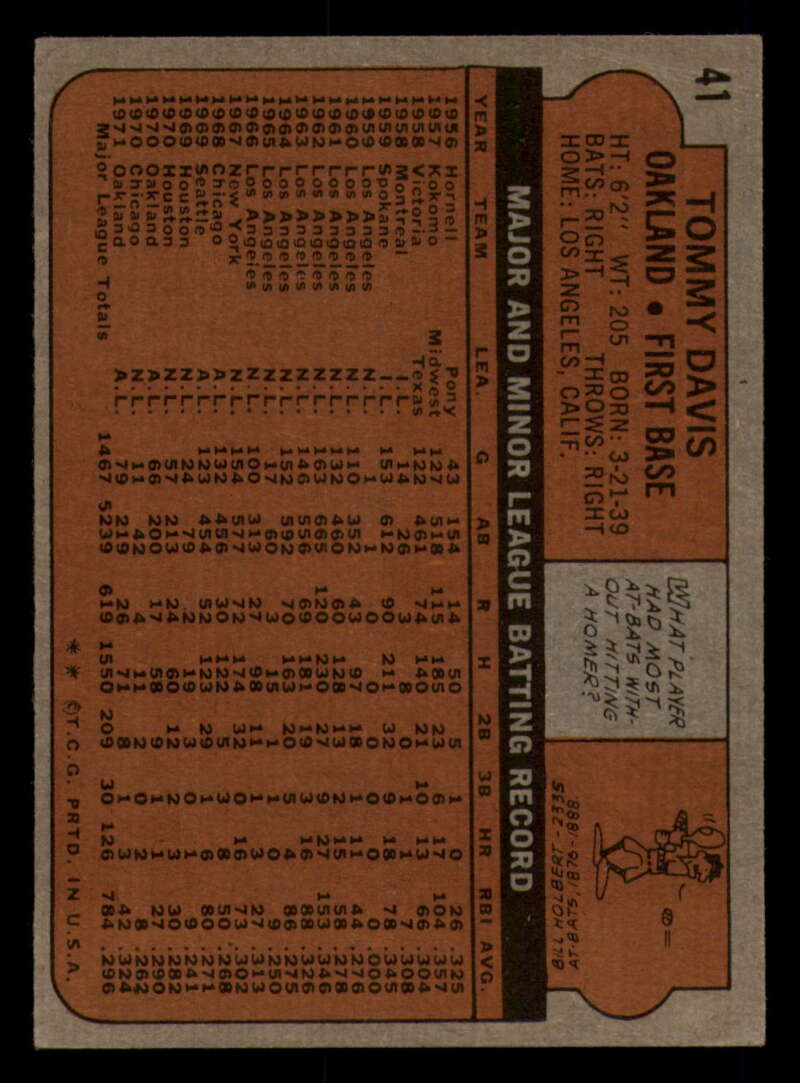 41
TOMMY DAVIS
OAKLAND • FIRST BASE
HT: 6'2" WT: 205 BORN: 3-21-39
BATS: RIGHT THROWS: RIGHT
HOME: LOS ANGELES, CALIF.
WHAT PLAYER
HAD MOST
AT-BATS WITH-
OUT HITTING
A HOMER?
BILL HOLBERT - 2335
AT-BATS, 1876-1888.
MAJOR AND MINOR LEAGUE BATTING RECORD
YEAR TEAM LEA. G AB R H 2B 3B HR RBI AVG.
1956 Hornell Pony 43 154 14 50 5 1 0 26 .325
1957 Kokomo Midwest 127 518 115 185 23 6 17 104 .357
1958 Victoria Texas 122 461 74 140 21 10 13 66 .304
1958 Montreal I.L. 14 26 3 8 0 1 1 7 .308
1959 Spokane I.L. 153 612 90 211 32 9 18 78 .345
1959 Los Angeles N.L. 1 1 0 0 0 0 0 0 .000
1960 Los Angeles N.L. 110 352 43 97 18 1 11 44 .276
1961 Los Angeles N.L. 132 460 60 128 13 2 15 58 .278
1962 Los Angeles N.L. 163 665 120 230 27 9 27 153 .346
1963 Los Angeles N.L. 146 556 69 181 19 3 16 88 .326
1964 Los Angeles N.L. 152 592 70 163 20 5 14 86 .275
1965 Los Angeles N.L. 17 60 3 15 1 1 0 9 .250
1966 Los Angeles N.L. 100 313 27 98 11 1 3 27 .313
1967 New York N.L. 154 577 72 174 32 0 16 73 .302
1968 Chicago A.L. 132 456 30 122 5 3 8 50 .268
1969 Seattle A.L. 123 454 52 123 29 1 6 80 .271
1969 Houston N.L. 24 79 2 19 3 0 1 9 .241
1970 Houston N.L. 57 213 24 60 12 2 3 30 .282
1970 Oakland A.L. 66 200 17 58 9 1 1 27 .290
1970 Chicago N.L. 11 42 4 11 2 0 2 8 .262
1971 Oakland A.L. 79 219 26 71 8 1 3 42 .324
Major League Totals 1467 5239 619 1550 209 30 126 784 .296
* * ©T.C.G. PRTD. IN U.S.A.